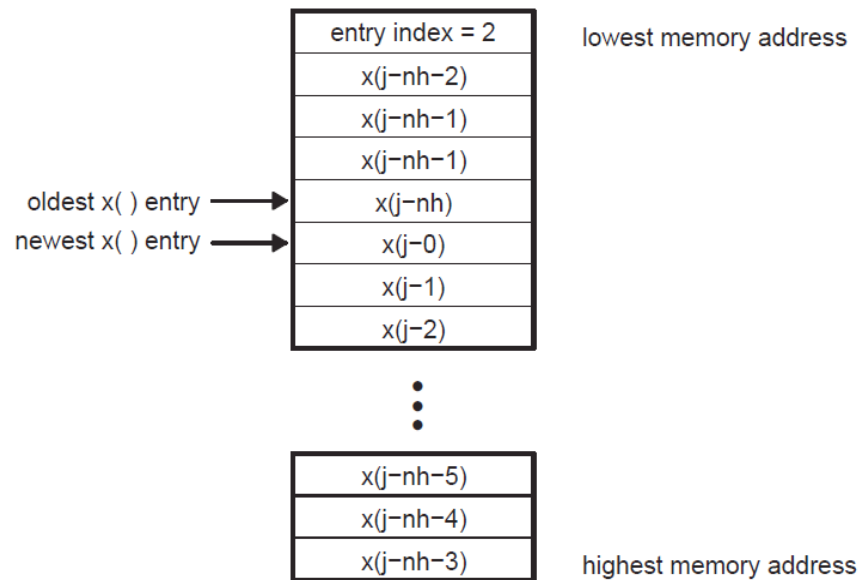 entry index = 2
lowest memory address
x(j−nh−2)
x(j−nh−1)
x(j−nh−1)
oldest x( ) entry
x(j−nh)
newest x( ) entry
x(j−0)
x(j−1)
x(j−2)
x(j−nh−5)
x(j−nh−4)
x(j−nh−3)
highest memory address